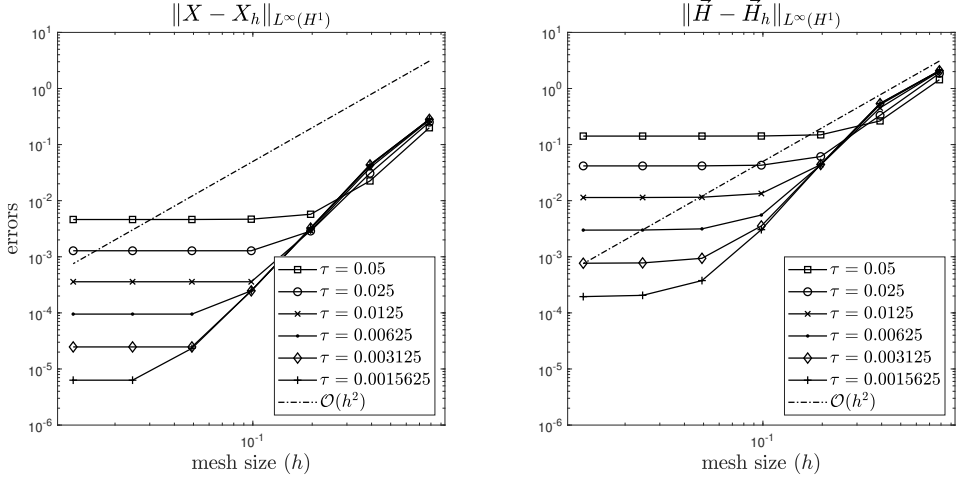 ‖X − X_h‖_{L^∞(H^1)}
10^1
10^0
10^{-1}
10^{-2}
10^{-3}
10^{-4}
10^{-5}
10^{-6}
errors
τ = 0.05
τ = 0.025
τ = 0.0125
τ = 0.00625
τ = 0.003125
τ = 0.0015625
𝒪(h^2)
10^{-1}
mesh size (h)
‖H⃗ − H⃗_h‖_{L^∞(H^1)}
10^1
10^0
10^{-1}
10^{-2}
10^{-3}
10^{-4}
10^{-5}
10^{-6}
τ = 0.05
τ = 0.025
τ = 0.0125
τ = 0.00625
τ = 0.003125
τ = 0.0015625
𝒪(h^2)
10^{-1}
mesh size (h)